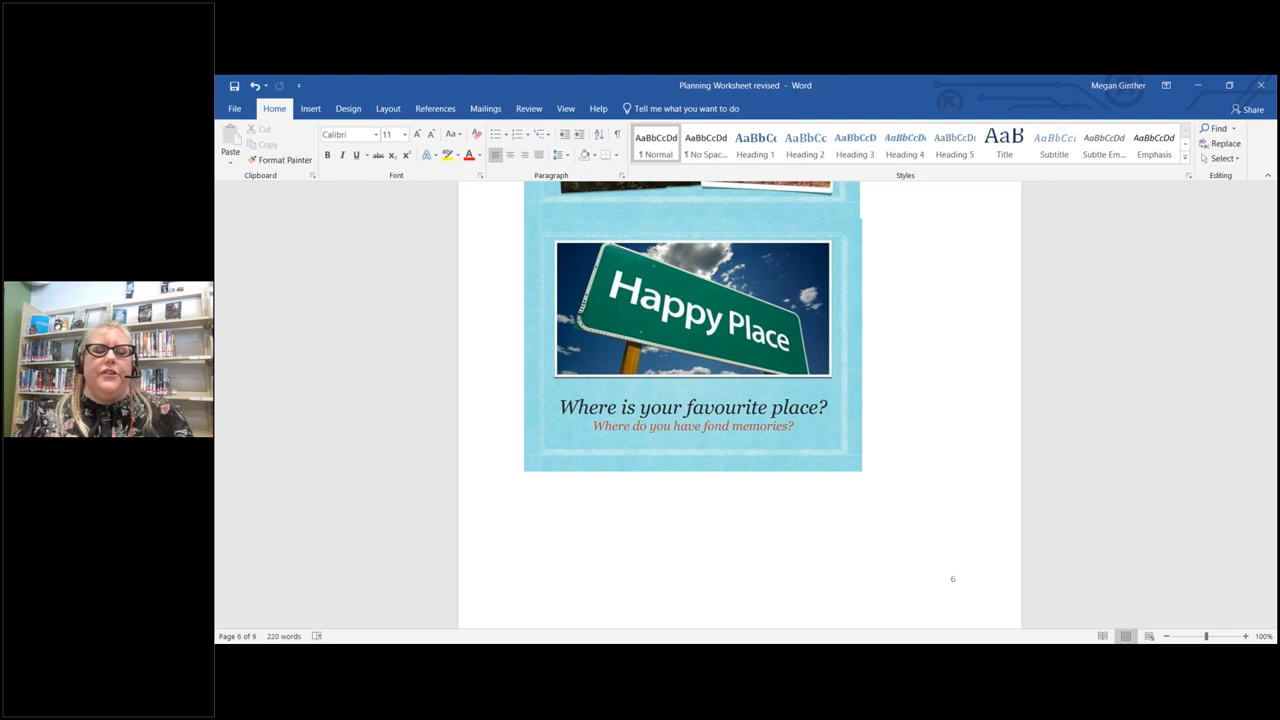 Planning Worksheet revised - Word
Megan Ginther
File Home Insert Design Layout References Mailings Review View Help Tell me what you want to do
Share
Paste
Cut
Copy
Format Painter
Clipboard
Calibri 11
Font
Paragraph
AaBbCcDd AaBbCcDd AaBbCc AaBbCcD AaBbCcD AaBbCcDd AaBbCcDd AaB AaBbCcD AaBbCcDd AaBbCcDd
¶ Normal ¶ No Spac... Heading 1 Heading 2 Heading 3 Heading 4 Heading 5 Title Subtitle Subtle Em... Emphasis
Styles
Find
Replace
Select
Editing
Happy Place
Where is your favourite place?
Where do you have fond memories?
6
Page 6 of 9 220 words
100%